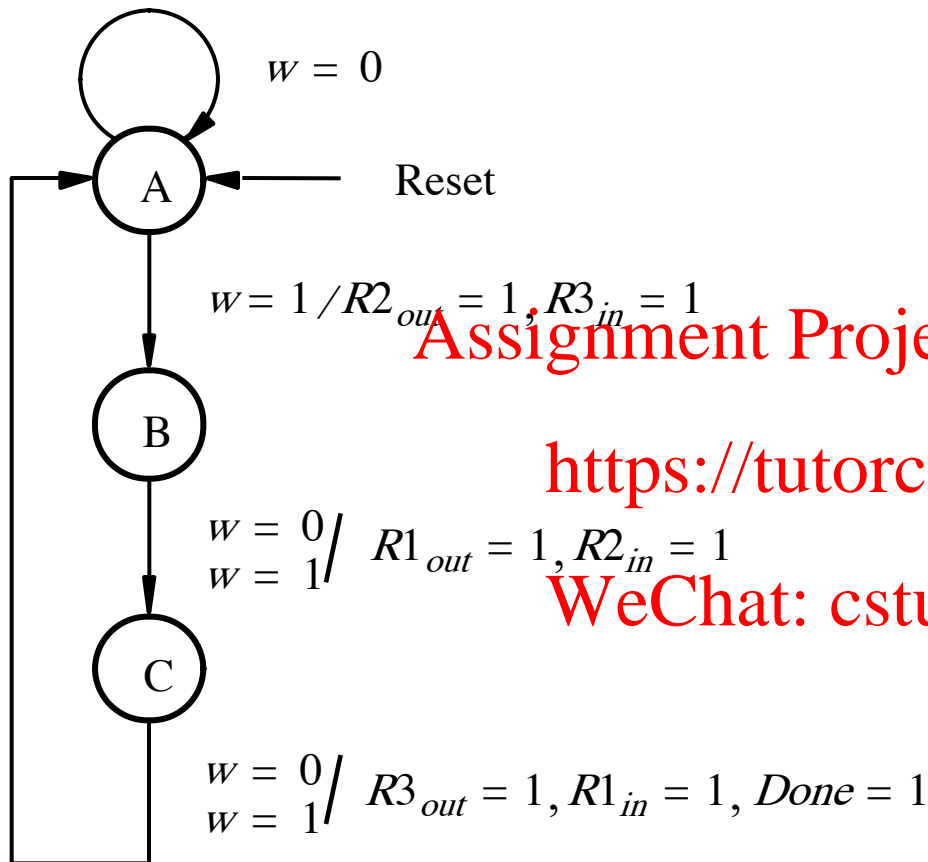 w = 0
A
Reset
w = 1 / R2out = 1, R3in = 1
Assignment Proje
B
https://tutorc
w = 0 / R1out = 1, R2in = 1
w = 1
WeChat: cstu
C
w = 0 / R3out = 1, R1in = 1, Done = 1
w = 1